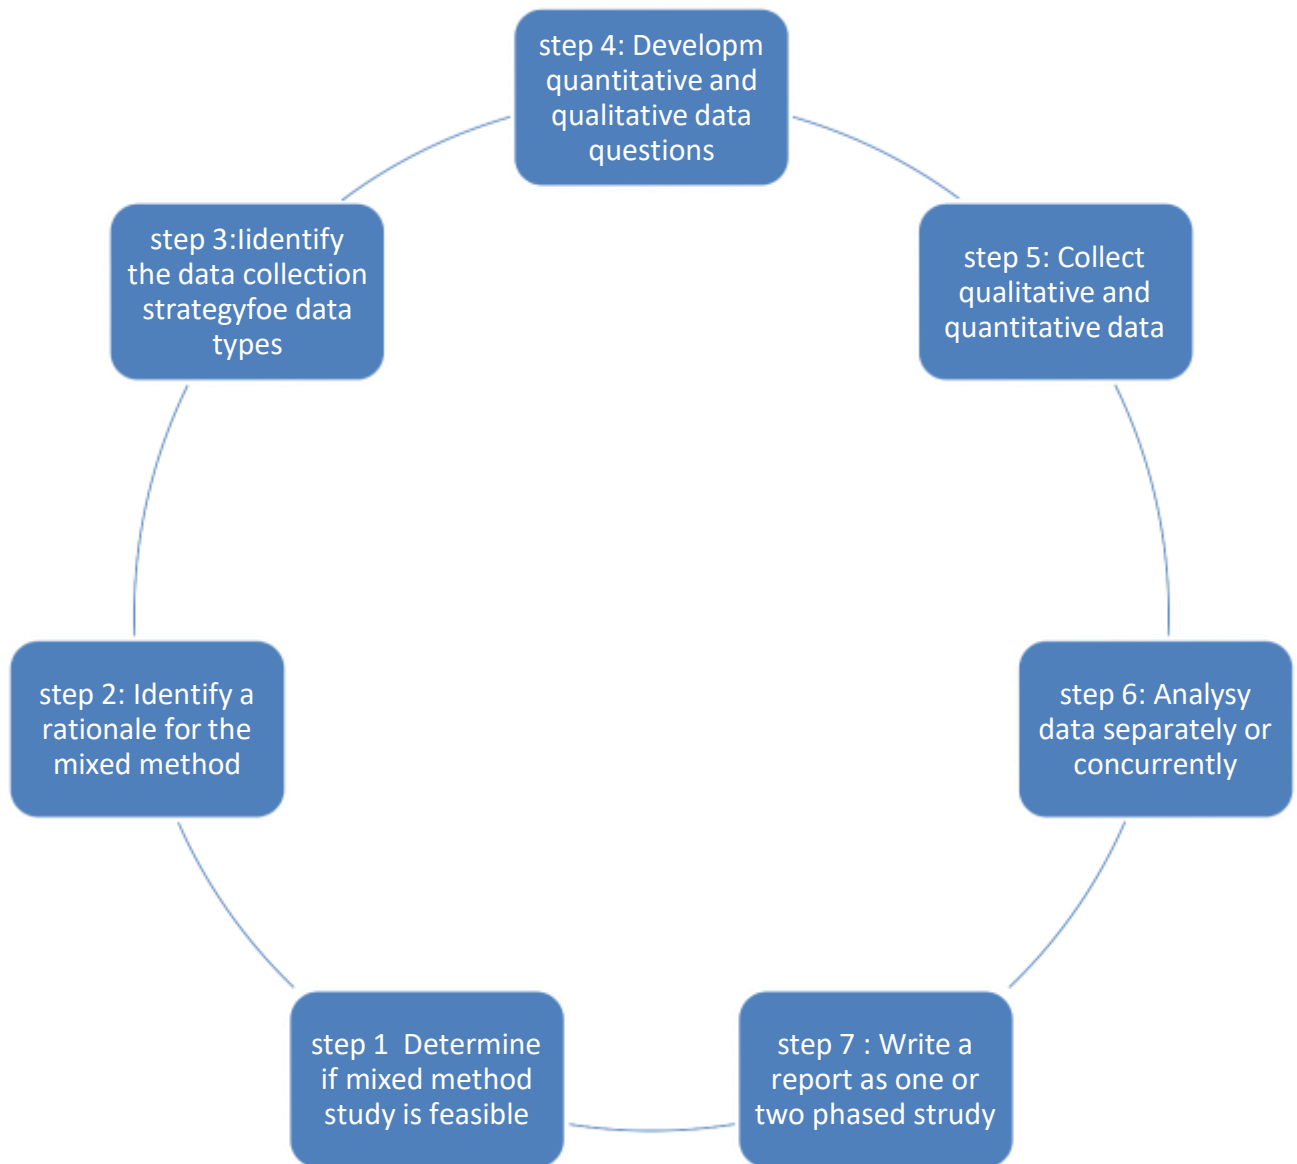 step 4: Developm
quantitative and
qualitative data
questions
step 3:Iidentify
the data collection
strategyfoe data
types
step 5: Collect
qualitative and
quantitative data
step 2: Identify a
rationale for the
mixed method
step 6: Analysy
data separately or
concurrently
step 1  Determine
if mixed method
study is feasible
step 7 : Write a
report as one or
two phased strudy